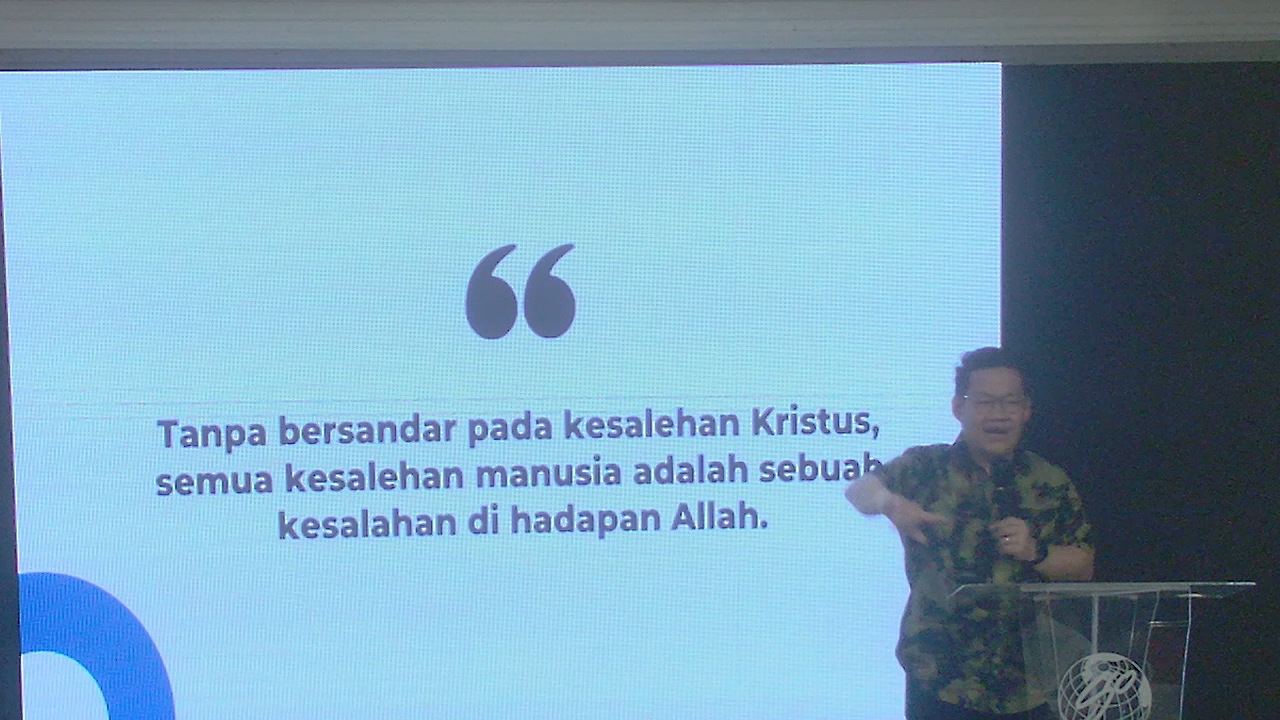 Tanpa bersandar pada kesalehan Kristus,
semua kesalehan manusia adalah sebuah
kesalahan di hadapan Allah.